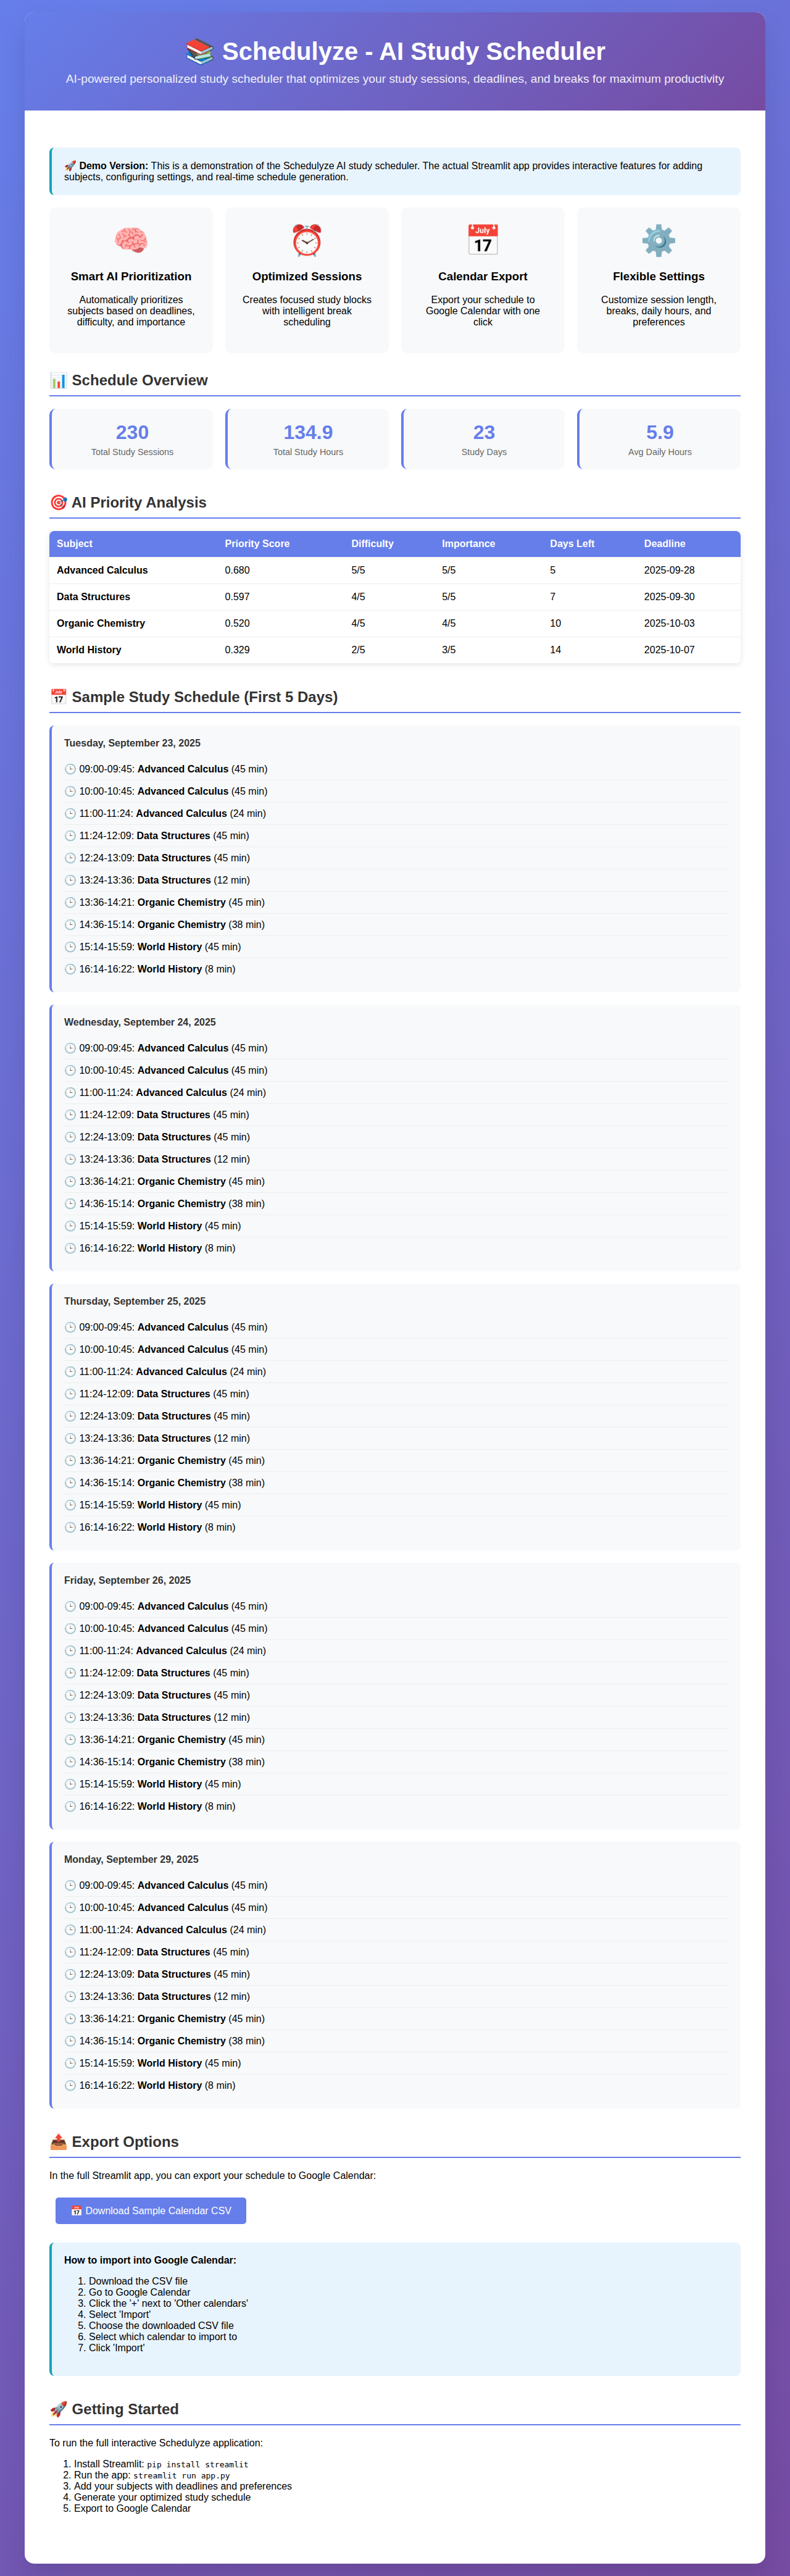 📚 Schedulyze - AI Study Scheduler
AI-powered personalized study scheduler that optimizes your study sessions, deadlines, and breaks for maximum productivity
🚀 Demo Version: This is a demonstration of the Schedulyze AI study scheduler. The actual Streamlit app provides interactive features for adding
subjects, configuring settings, and real-time schedule generation.
Smart AI Prioritization
Automatically prioritizes
subjects based on deadlines,
difficulty, and importance
Optimized Sessions
Creates focused study blocks
with intelligent break
scheduling
July
17
Calendar Export
Export your schedule to
Google Calendar with one
click
Flexible Settings
Customize session length,
breaks, daily hours, and
preferences
📊 Schedule Overview
230
Total Study Sessions
134.9
Total Study Hours
23
Study Days
5.9
Avg Daily Hours
🎯 AI Priority Analysis
Subject Priority Score Difficulty Importance Days Left Deadline
Advanced Calculus 0.680 5/5 5/5 5 2025-09-28
Data Structures 0.597 4/5 5/5 7 2025-09-30
Organic Chemistry 0.520 4/5 4/5 10 2025-10-03
World History 0.329 2/5 3/5 14 2025-10-07
📅 Sample Study Schedule (First 5 Days)
Tuesday, September 23, 2025
🕒 09:00-09:45: Advanced Calculus (45 min)
🕒 10:00-10:45: Advanced Calculus (45 min)
🕒 11:00-11:24: Advanced Calculus (24 min)
🕒 11:24-12:09: Data Structures (45 min)
🕒 12:24-13:09: Data Structures (45 min)
🕒 13:24-13:36: Data Structures (12 min)
🕒 13:36-14:21: Organic Chemistry (45 min)
🕒 14:36-15:14: Organic Chemistry (38 min)
🕒 15:14-15:59: World History (45 min)
🕒 16:14-16:22: World History (8 min)
Wednesday, September 24, 2025
🕒 09:00-09:45: Advanced Calculus (45 min)
🕒 10:00-10:45: Advanced Calculus (45 min)
🕒 11:00-11:24: Advanced Calculus (24 min)
🕒 11:24-12:09: Data Structures (45 min)
🕒 12:24-13:09: Data Structures (45 min)
🕒 13:24-13:36: Data Structures (12 min)
🕒 13:36-14:21: Organic Chemistry (45 min)
🕒 14:36-15:14: Organic Chemistry (38 min)
🕒 15:14-15:59: World History (45 min)
🕒 16:14-16:22: World History (8 min)
Thursday, September 25, 2025
🕒 09:00-09:45: Advanced Calculus (45 min)
🕒 10:00-10:45: Advanced Calculus (45 min)
🕒 11:00-11:24: Advanced Calculus (24 min)
🕒 11:24-12:09: Data Structures (45 min)
🕒 12:24-13:09: Data Structures (45 min)
🕒 13:24-13:36: Data Structures (12 min)
🕒 13:36-14:21: Organic Chemistry (45 min)
🕒 14:36-15:14: Organic Chemistry (38 min)
🕒 15:14-15:59: World History (45 min)
🕒 16:14-16:22: World History (8 min)
Friday, September 26, 2025
🕒 09:00-09:45: Advanced Calculus (45 min)
🕒 10:00-10:45: Advanced Calculus (45 min)
🕒 11:00-11:24: Advanced Calculus (24 min)
🕒 11:24-12:09: Data Structures (45 min)
🕒 12:24-13:09: Data Structures (45 min)
🕒 13:24-13:36: Data Structures (12 min)
🕒 13:36-14:21: Organic Chemistry (45 min)
🕒 14:36-15:14: Organic Chemistry (38 min)
🕒 15:14-15:59: World History (45 min)
🕒 16:14-16:22: World History (8 min)
Monday, September 29, 2025
🕒 09:00-09:45: Advanced Calculus (45 min)
🕒 10:00-10:45: Advanced Calculus (45 min)
🕒 11:00-11:24: Advanced Calculus (24 min)
🕒 11:24-12:09: Data Structures (45 min)
🕒 12:24-13:09: Data Structures (45 min)
🕒 13:24-13:36: Data Structures (12 min)
🕒 13:36-14:21: Organic Chemistry (45 min)
🕒 14:36-15:14: Organic Chemistry (38 min)
🕒 15:14-15:59: World History (45 min)
🕒 16:14-16:22: World History (8 min)
📤 Export Options
In the full Streamlit app, you can export your schedule to Google Calendar:
📅 Download Sample Calendar CSV
How to import into Google Calendar:
1. Download the CSV file
2. Go to Google Calendar
3. Click the '+' next to 'Other calendars'
4. Select 'Import'
5. Choose the downloaded CSV file
6. Select which calendar to import to
7. Click 'Import'
🚀 Getting Started
To run the full interactive Schedulyze application:
1. Install Streamlit: pip install streamlit
2. Run the app: streamlit run app.py
3. Add your subjects with deadlines and preferences
4. Generate your optimized study schedule
5. Export to Google Calendar